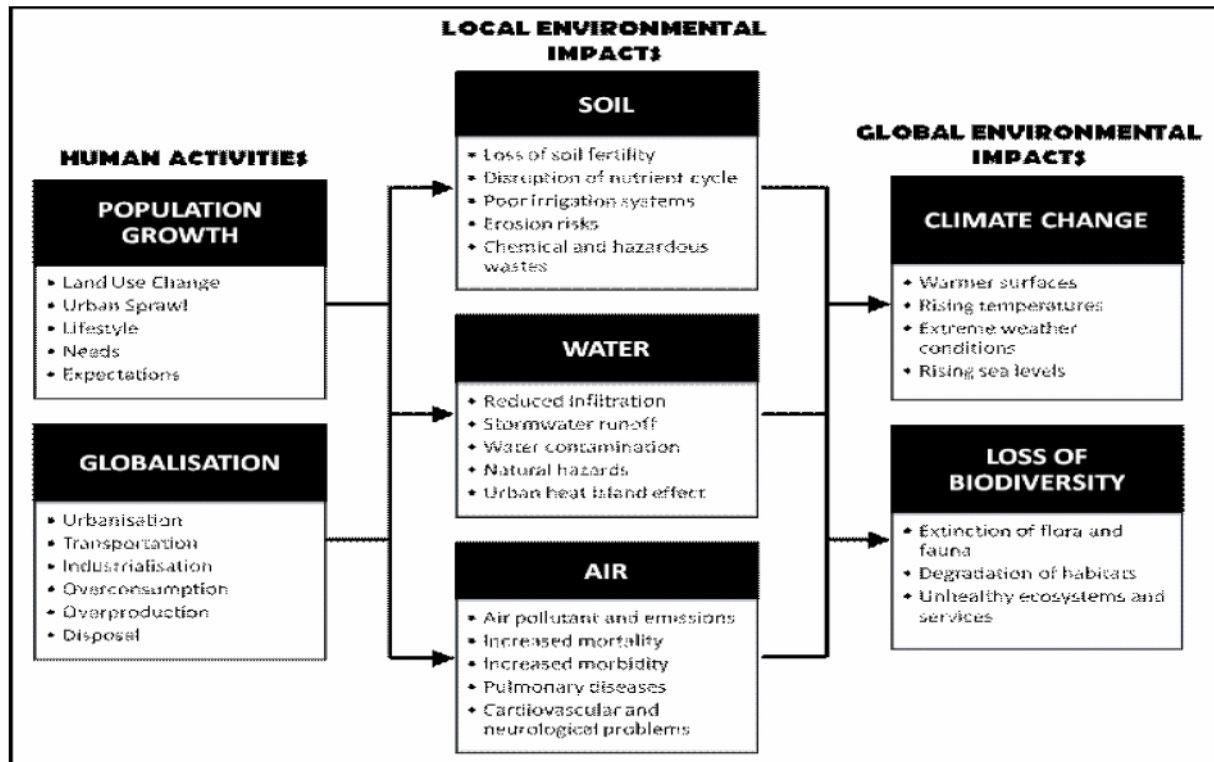 HUMAN ACTIVITIES
POPULATION
GROWTH
• Land Use Change
• Urban Sprawl
• Lifestyle
• Needs
• Expectations
GLOBALISATION
• Urbanisation
• Transportation
• Industrialisation
• Overconsumption
• Overproduction
• Disposal
LOCAL ENVIRONMENTAL
IMPACTS
SOIL
• Loss of soil fertility
• Disruption of nutrient cycle
• Poor irrigation systems
• Erosion risks
• Chemical and hazardous
wastes
WATER
• Reduced infiltration
• Stormwater runoff
• Water contamination
• Natural hazards
• Urban heat island effect
AIR
• Air pollutant and emissions
• Increased mortality
• Increased morbidity
• Pulmonary diseases
• Cardiovascular and
neurological problems
GLOBAL ENVIRONMENTAL
IMPACTS
CLIMATE CHANGE
• Warmer surfaces
• Rising temperatures
• Extreme weather
conditions
• Rising sea levels
LOSS OF
BIODIVERSITY
• Extinction of flora and
fauna
• Degradation of habitats
• Unhealthy ecosystems and
services